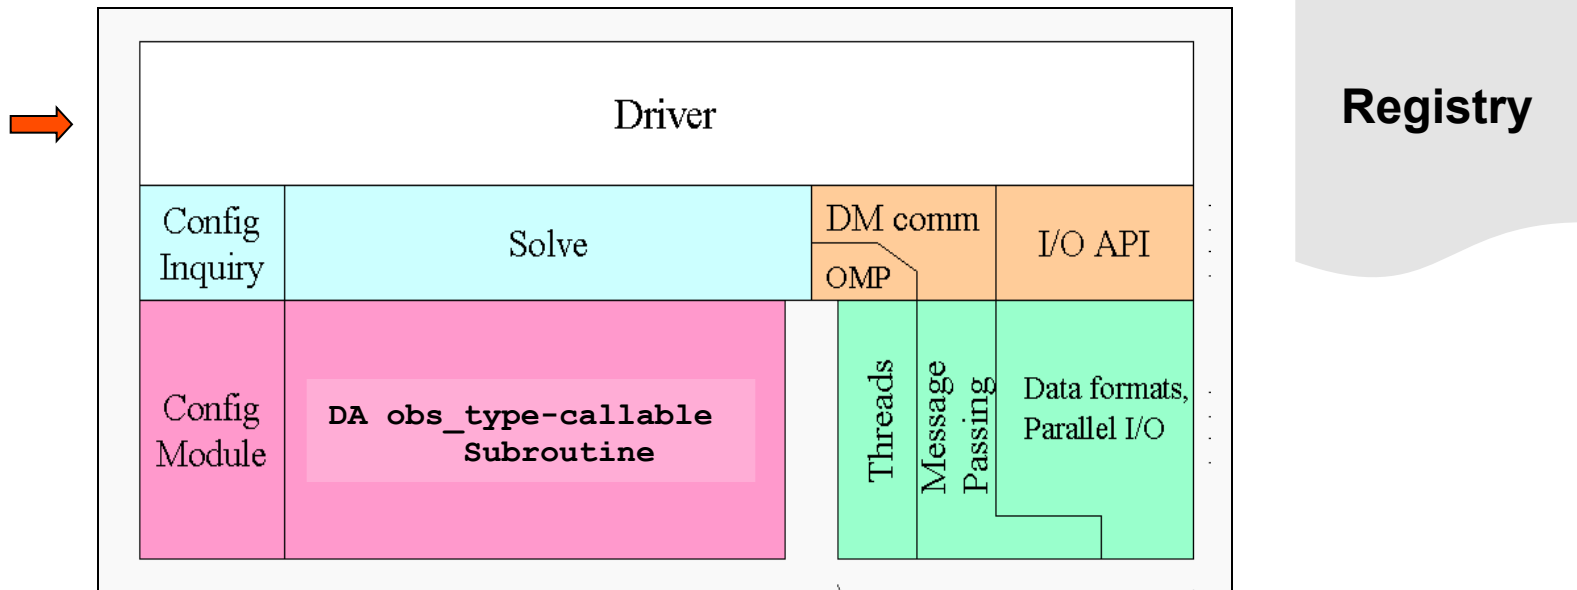 Driver
Registry
Config
Inquiry
Solve
DM comm
OMP
I/O API
Config
Module
DA obs_type-callable
Subroutine
Threads
Message
Passing
Data formats,
Parallel I/O